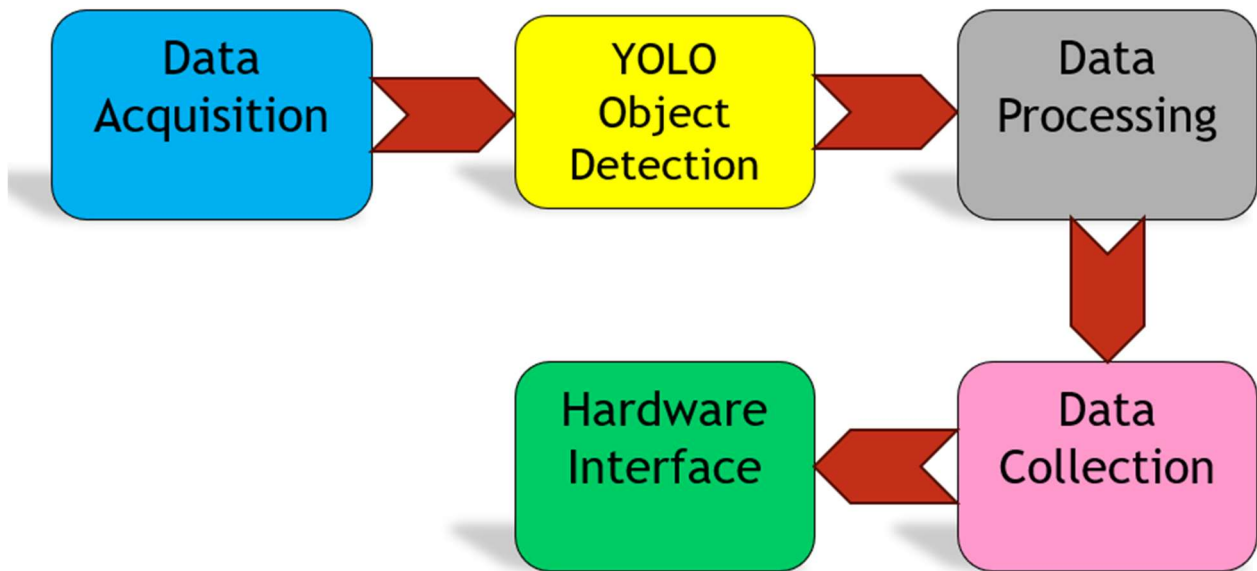 Data
Acquisition
YOLO
Object
Detection
Data
Processing
Data
Collection
Hardware
Interface